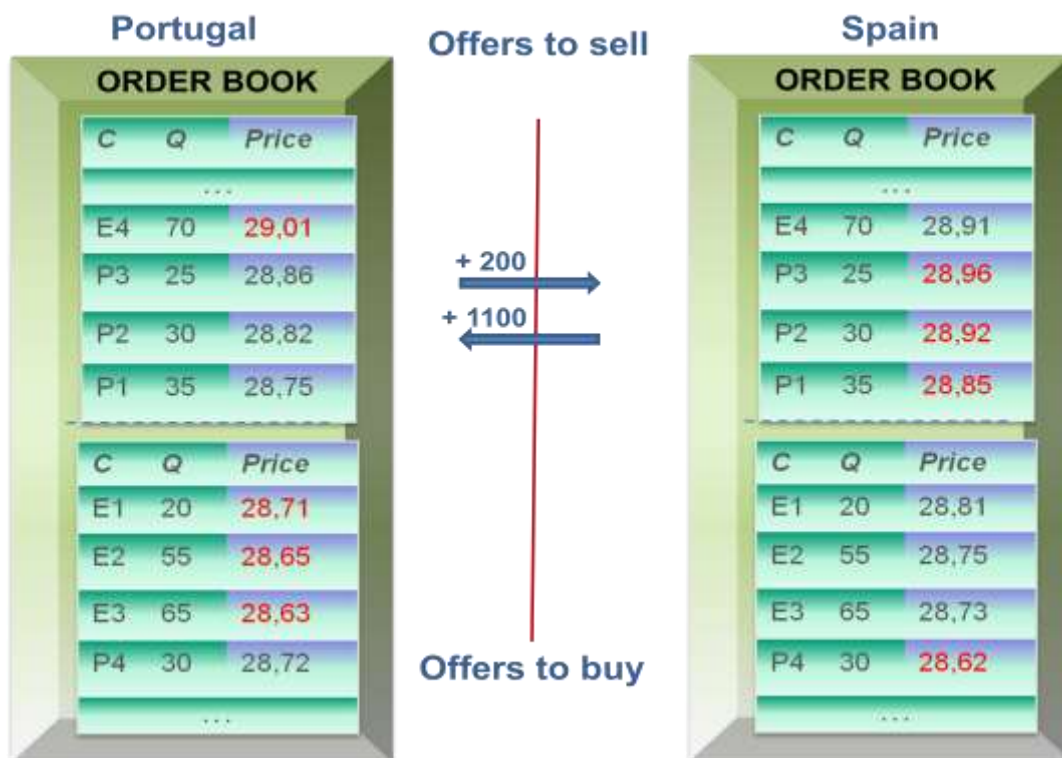 Portugal
Offers to sell
Spain
ORDER BOOK
C Q Price
...
E4 70 29,01
P3 25 28,86
P2 30 28,82
P1 35 28,75
C Q Price
E1 20 28,71
E2 55 28,65
E3 65 28,63
P4 30 28,72
...
+ 200
+ 1100
Offers to buy
ORDER BOOK
C Q Price
...
E4 70 28,91
P3 25 28,96
P2 30 28,92
P1 35 28,85
C Q Price
E1 20 28,81
E2 55 28,75
E3 65 28,73
P4 30 28,62
...